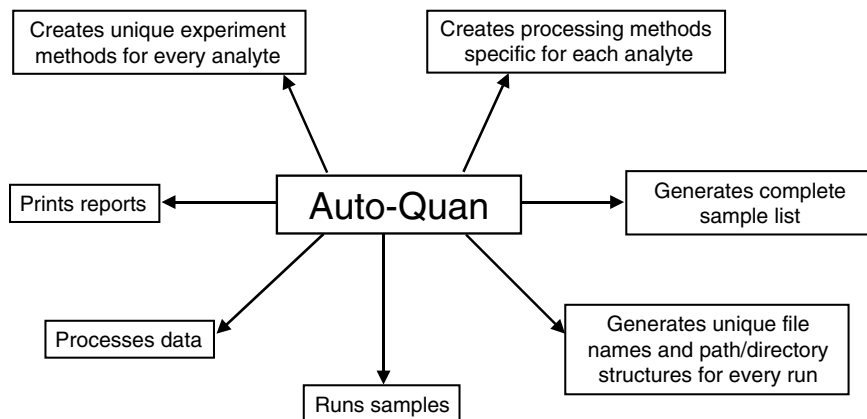 Creates unique experiment
methods for every analyte
Creates processing methods
specific for each analyte
Prints reports
Auto-Quan
Generates complete
sample list
Processes data
Runs samples
Generates unique file
names and path/directory
structures for every run